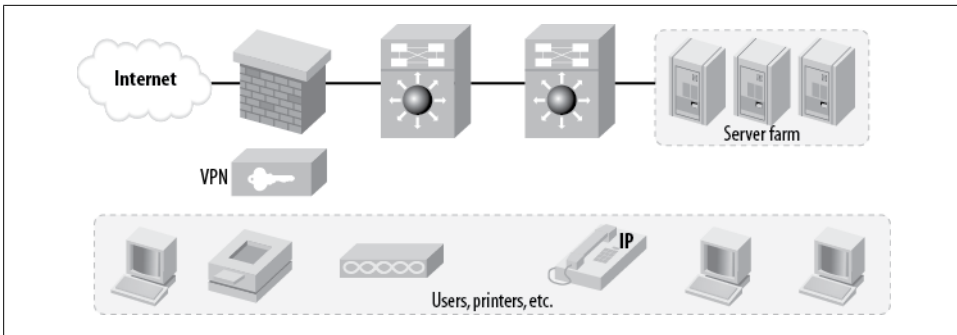 Internet
Server farm
VPN
IP
Users, printers, etc.